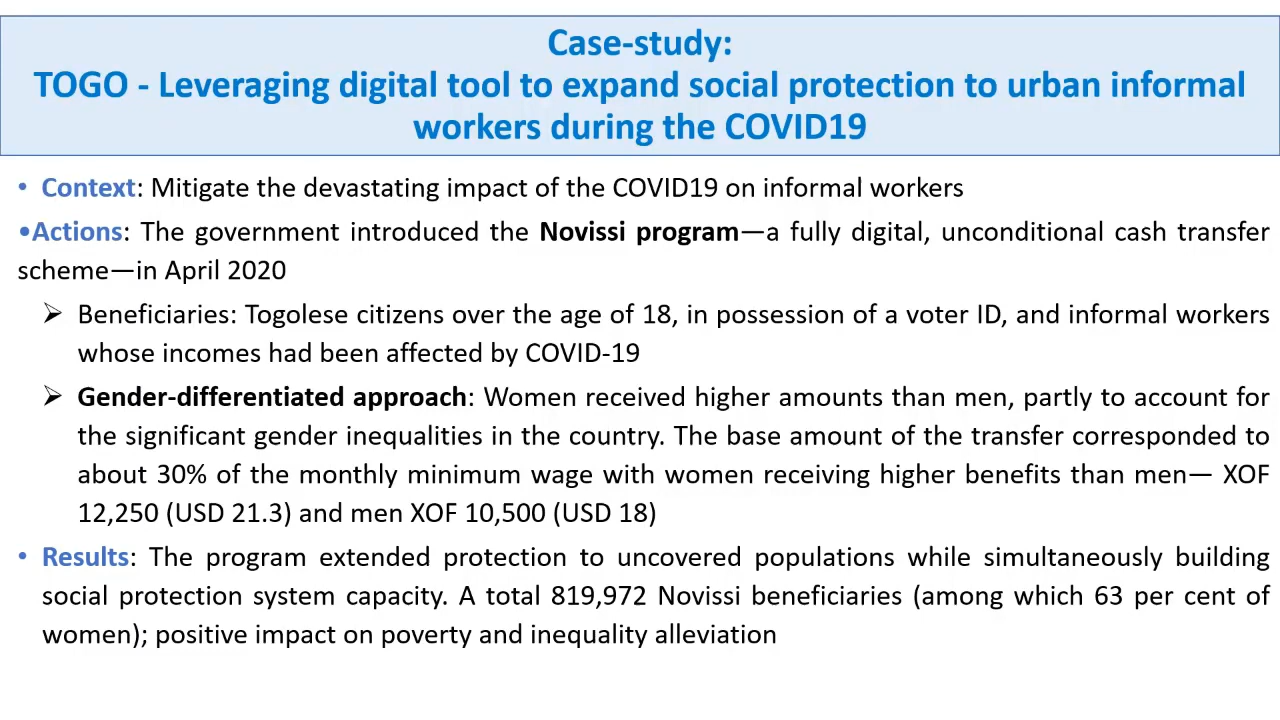 Case-study:
TOGO - Leveraging digital tool to expand social protection to urban informal
workers during the COVID19
• Context: Mitigate the devastating impact of the COVID19 on informal workers
•Actions: The government introduced the Novissi program—a fully digital, unconditional cash transfer
scheme—in April 2020
➢ Beneficiaries: Togolese citizens over the age of 18, in possession of a voter ID, and informal workers
whose incomes had been affected by COVID-19
➢ Gender-differentiated approach: Women received higher amounts than men, partly to account for
the significant gender inequalities in the country. The base amount of the transfer corresponded to
about 30% of the monthly minimum wage with women receiving higher benefits than men— XOF
12,250 (USD 21.3) and men XOF 10,500 (USD 18)
• Results: The program extended protection to uncovered populations while simultaneously building
social protection system capacity. A total 819,972 Novissi beneficiaries (among which 63 per cent of
women); positive impact on poverty and inequality alleviation